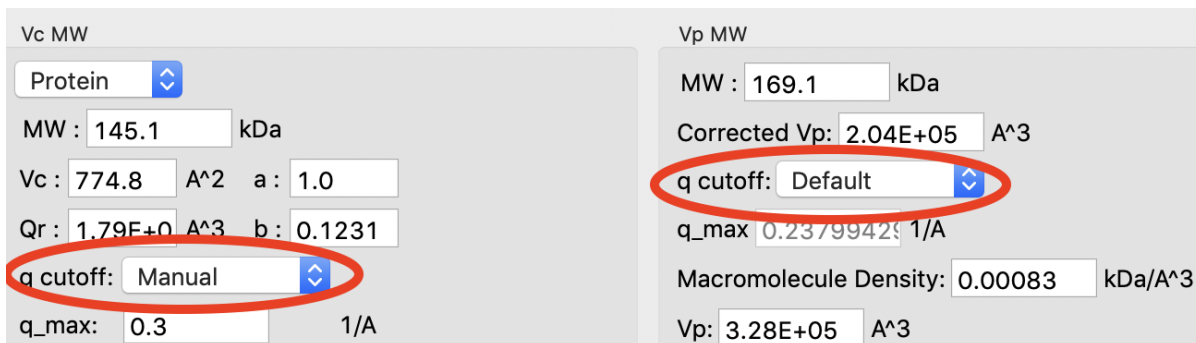 Vc MW
Protein
MW : 145.1 kDa
Vc : 774.8 A^2 a : 1.0
Qr : 1.79E+0 A^3 b : 0.1231
q cutoff: Manual
q_max: 0.3 1/A
Vp MW
MW : 169.1 kDa
Corrected Vp: 2.04E+05 A^3
q cutoff: Default
q_max 0.23799429 1/A
Macromolecule Density: 0.00083 kDa/A^3
Vp: 3.28E+05 A^3